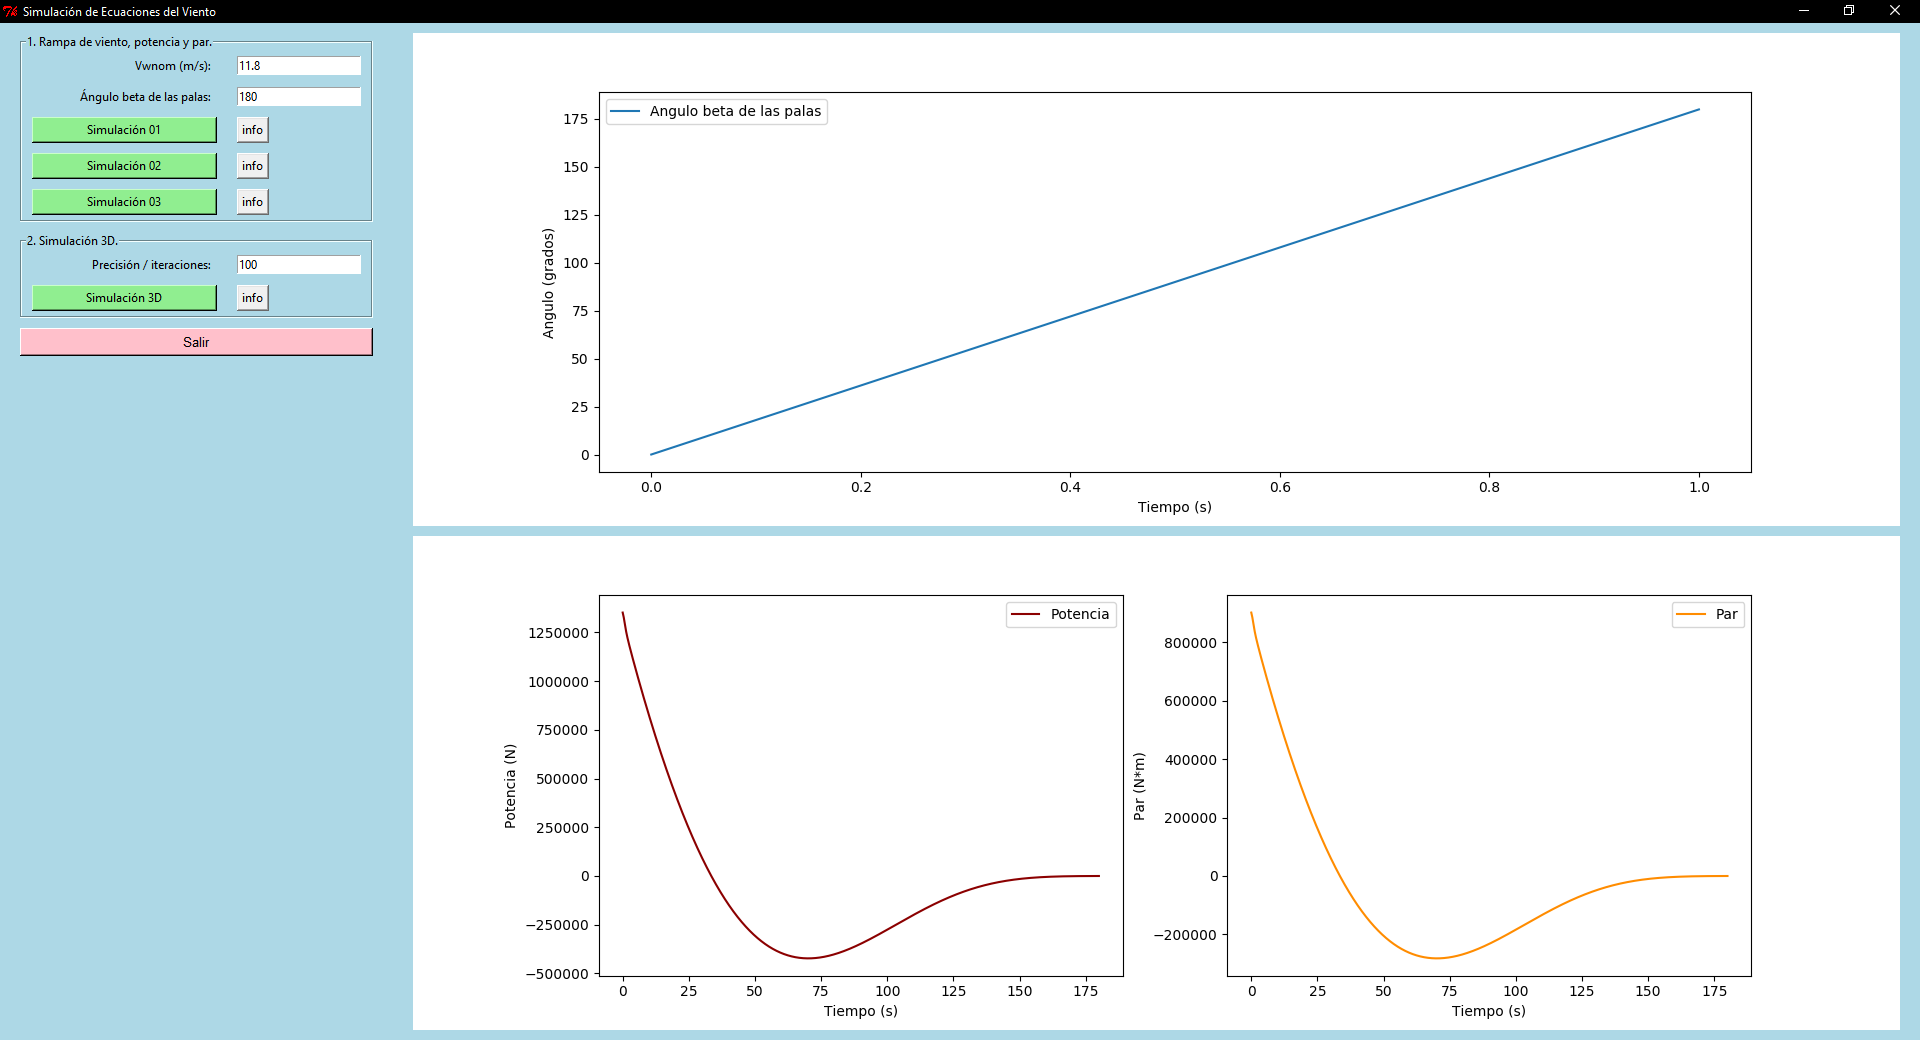 Simulación de Ecuaciones del Viento
1. Rampa de viento, potencia y par.
Vwnom (m/s): 11.8
Ángulo beta de las palas: 180
Simulación 01 info
Simulación 02 info
Simulación 03 info
2. Simulación 3D.
Precisión / iteraciones: 100
Simulación 3D info
Salir
Angulo beta de las palas
Angulo (grados)
175
150
125
100
75
50
25
0
0.0 0.2 0.4 0.6 0.8 1.0
Tiempo (s)
Potencia
Potencia (N)
1250000
1000000
750000
500000
250000
0
−250000
−500000
0 25 50 75 100 125 150 175
Tiempo (s)
Par
Par (N*m)
800000
600000
400000
200000
0
−200000
0 25 50 75 100 125 150 175
Tiempo (s)